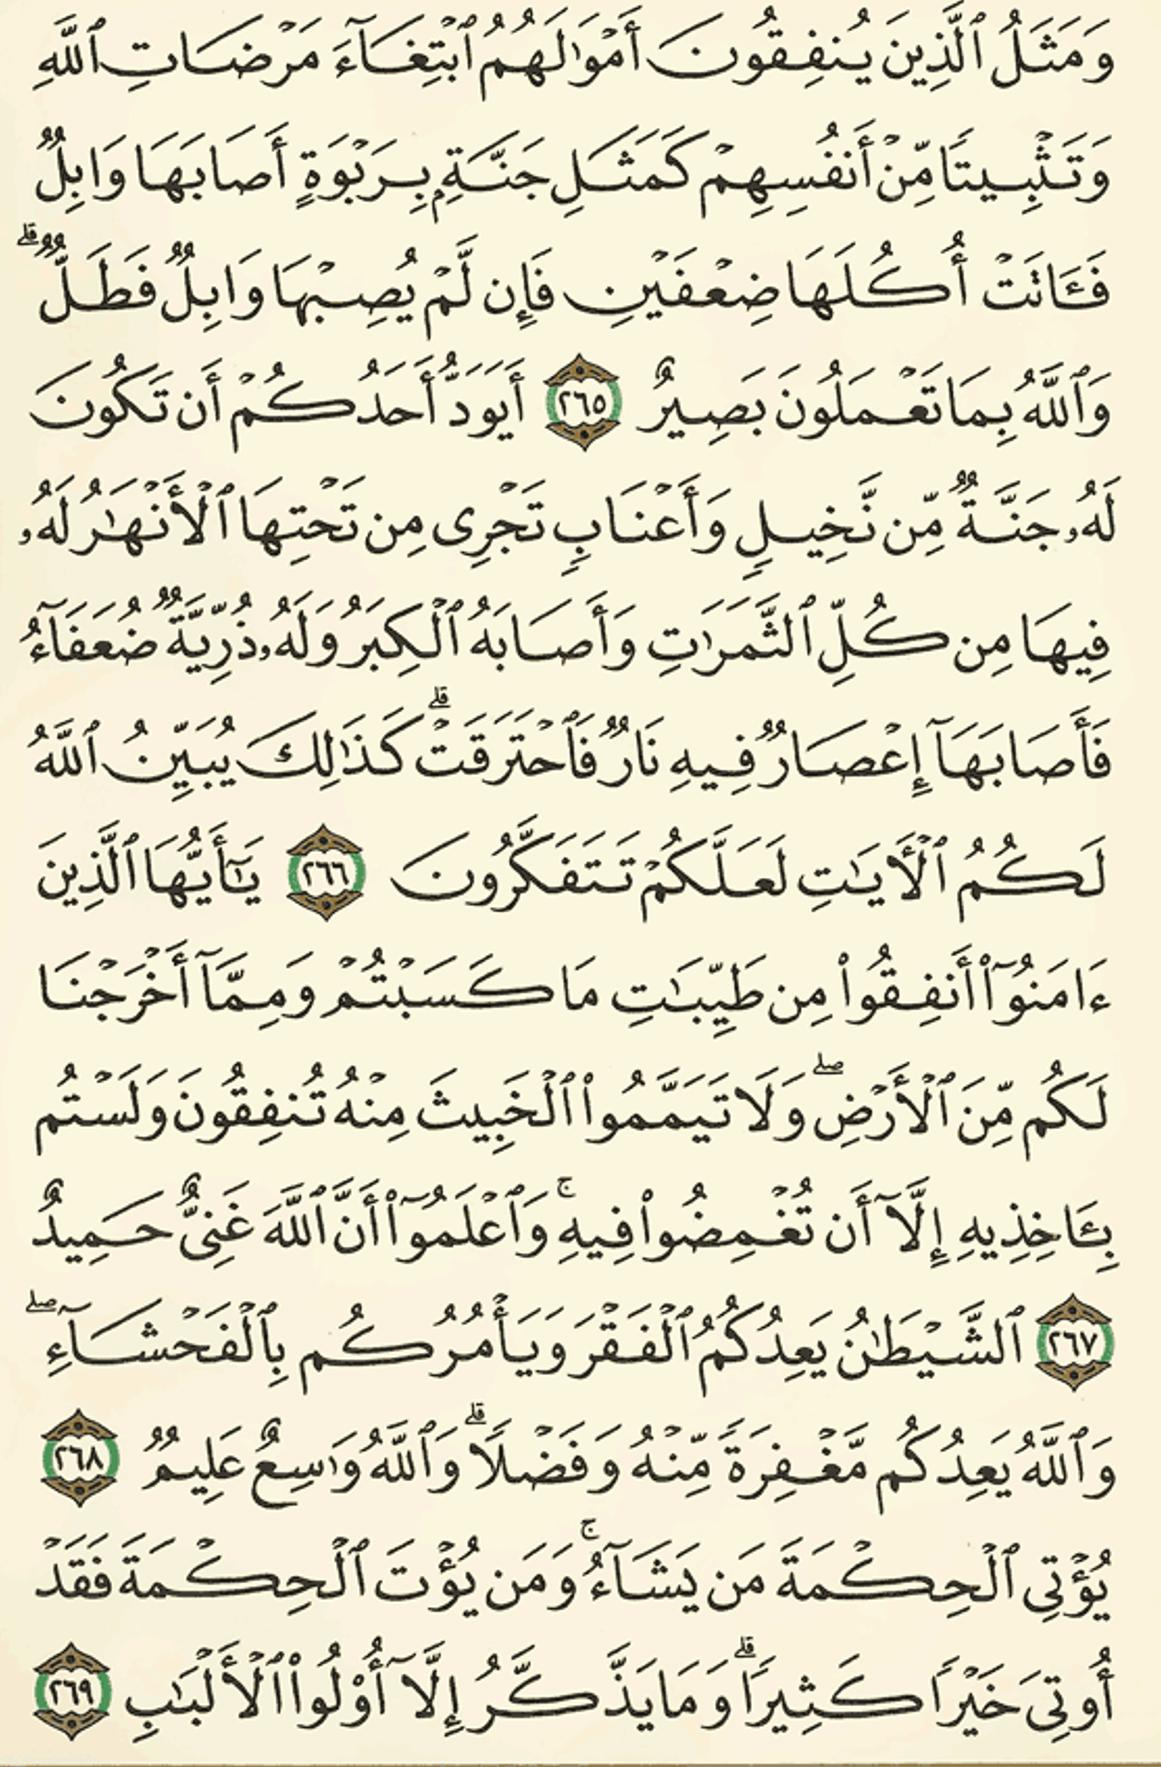 وَمَثَلُ ٱلَّذِينَ يُنفِقُونَ أَمْوَٰلَهُمُ ٱبْتِغَآءَ مَرْضَاتِ ٱللَّهِ
وَتَثْبِيتًا مِّنْ أَنفُسِهِمْ كَمَثَلِ جَنَّةٍۭ بِرَبْوَةٍ أَصَابَهَا وَابِلٌ
فَـَٔاتَتْ أُكُلَهَا ضِعْفَيْنِ فَإِن لَّمْ يُصِبْهَا وَابِلٌ فَطَلٌّ ۗ
وَٱللَّهُ بِمَا تَعْمَلُونَ بَصِيرٌ ٢٦٥ أَيَوَدُّ أَحَدُكُمْ أَن تَكُونَ
لَهُۥ جَنَّةٌ مِّن نَّخِيلٍ وَأَعْنَابٍ تَجْرِى مِن تَحْتِهَا ٱلْأَنْهَٰرُ لَهُۥ
فِيهَا مِن كُلِّ ٱلثَّمَرَٰتِ وَأَصَابَهُ ٱلْكِبَرُ وَلَهُۥ ذُرِّيَّةٌ ضُعَفَآءُ
فَأَصَابَهَآ إِعْصَارٌ فِيهِ نَارٌ فَٱحْتَرَقَتْ ۗ كَذَٰلِكَ يُبَيِّنُ ٱللَّهُ
لَكُمُ ٱلْأَيَٰتِ لَعَلَّكُمْ تَتَفَكَّرُونَ ٢٦٦ يَٰٓأَيُّهَا ٱلَّذِينَ
ءَامَنُوٓا۟ أَنفِقُوا۟ مِن طَيِّبَٰتِ مَا كَسَبْتُمْ وَمِمَّآ أَخْرَجْنَا
لَكُم مِّنَ ٱلْأَرْضِ ۖ وَلَا تَيَمَّمُوا۟ ٱلْخَبِيثَ مِنْهُ تُنفِقُونَ وَلَسْتُم
بِـَٔاخِذِيهِ إِلَّآ أَن تُغْمِضُوا۟ فِيهِ ۚ وَٱعْلَمُوٓا۟ أَنَّ ٱللَّهَ غَنِىٌّ حَمِيدٌ
٢٦٧ ٱلشَّيْطَٰنُ يَعِدُكُمُ ٱلْفَقْرَ وَيَأْمُرُكُم بِٱلْفَحْشَآءِ ۖ
وَٱللَّهُ يَعِدُكُم مَّغْفِرَةً مِّنْهُ وَفَضْلًا ۗ وَٱللَّهُ وَٰسِعٌ عَلِيمٌ ٢٦٨
يُؤْتِى ٱلْحِكْمَةَ مَن يَشَآءُ ۚ وَمَن يُؤْتَ ٱلْحِكْمَةَ فَقَدْ
أُوتِىَ خَيْرًا كَثِيرًا ۗ وَمَا يَذَّكَّرُ إِلَّآ أُو۟لُوا۟ ٱلْأَلْبَٰبِ ٢٦٩